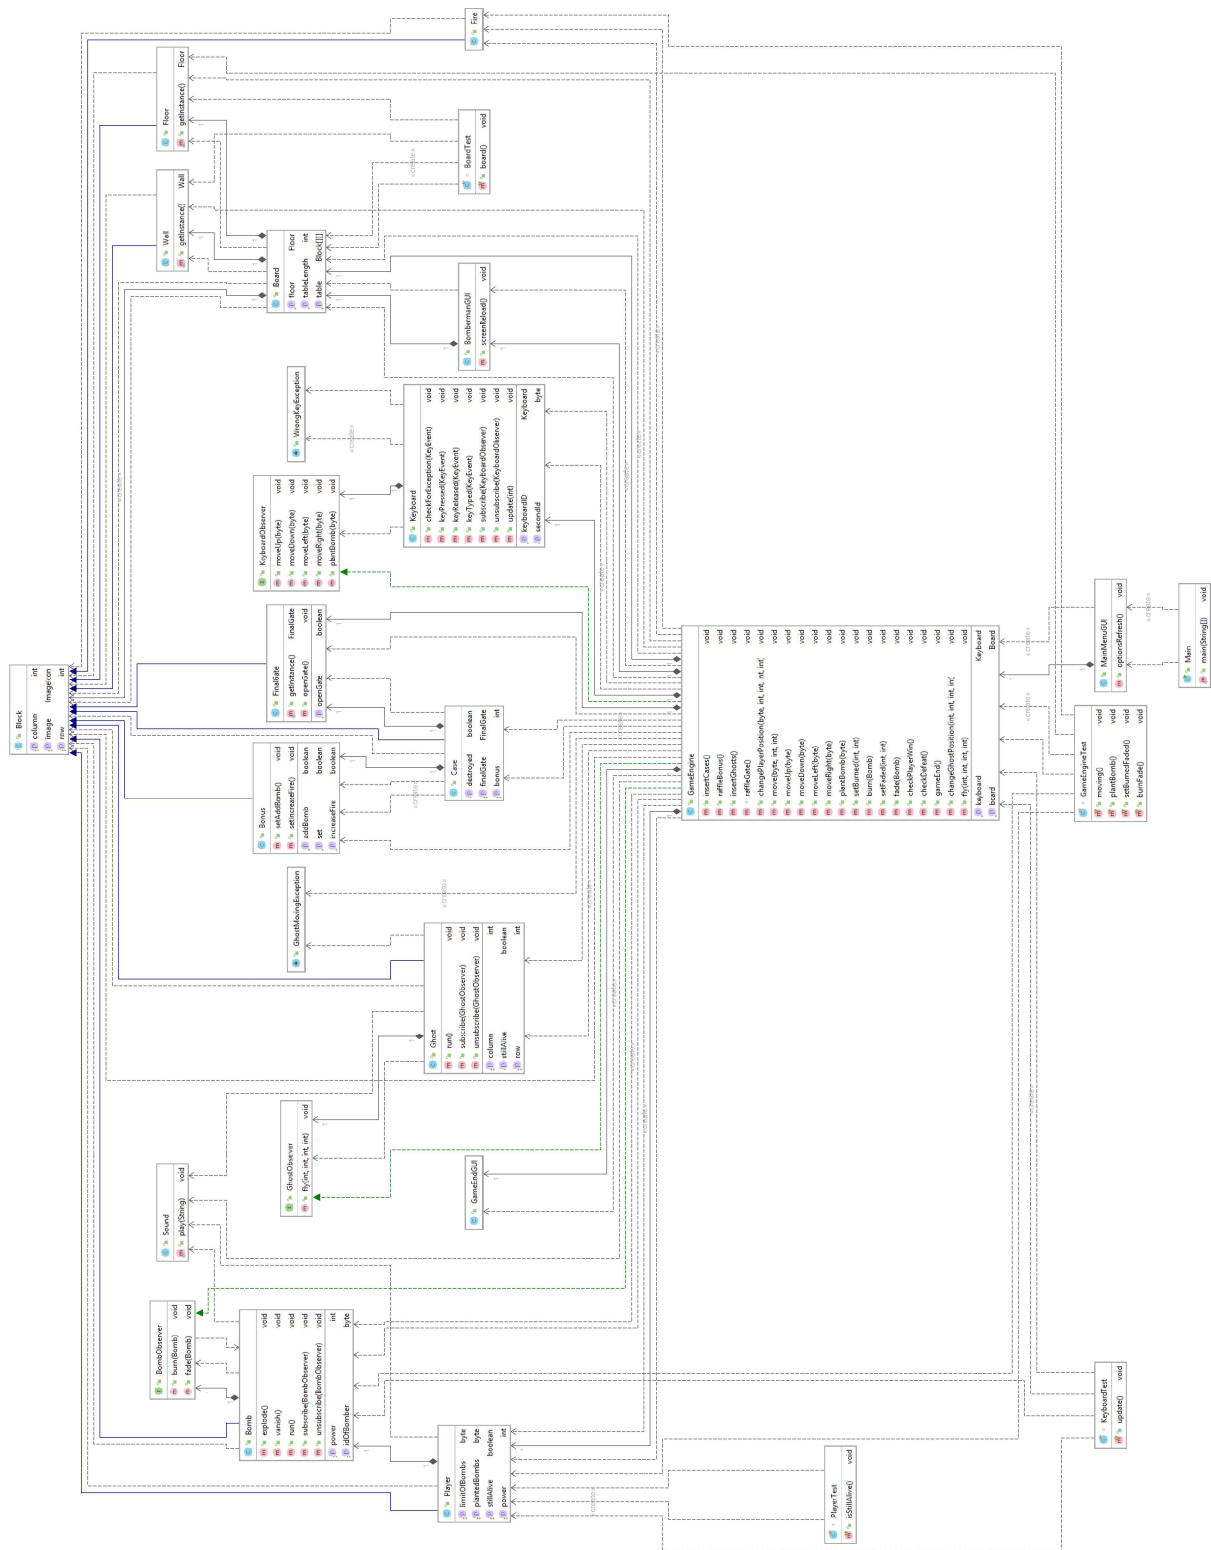 Block
column int
image ImageIcon
row int
Fire
Floor
getInstance() Floor
Wall
getInstance() Wall
BoardTest
board() void
Board
floor Floor
tableLength int
table Block[][]
BombermanGUI
screenReload() void
WrongKeyException
KeyboardObserver
moveUp(byte) void
moveDown(byte) void
moveLeft(byte) void
moveRight(byte) void
plantBomb(byte) void
Keyboard
checkForException(KeyEvent) void
keyPressed(KeyEvent) void
keyReleased(KeyEvent) void
keyTyped(KeyEvent) void
subscribe(KeyboardObserver) void
unsubscribe(KeyboardObserver) void
update(int) void
keyboardID Keyboard
secondId byte
FinalGate
getInstance() FinalGate
openGate() void
openGate boolean
Case
destroyed boolean
finalGate FinalGate
bonus int
Bonus
setAddBomb() void
setIncreaseFire() void
addBomb boolean
set boolean
increaseFire boolean
GhostMovingException
Ghost
run() void
subscribe(GhostObserver) void
unsubscribe(GhostObserver) void
column int
stillAlive boolean
row int
GhostObserver
fly(int, int, int, int) void
GameEndGUI
Sound
play(String) void
BombObserver
burn(Bomb) void
fade(Bomb) void
Bomb
explode() void
vanish() void
run() void
subscribe(BombObserver) void
unsubscribe(BombObserver) void
power int
idOfBomber byte
Player
limitOfBombs byte
plantedBombs byte
stillAlive boolean
power int
PlayerTest
isStillAlive() void
KeyboardTest
update() void
GameEngine
insertCases() void
raffleBonus() void
insertGhosts() void
raffleGate() void
changePlayerPosition(byte, int, int, int, int( void
move(byte, int, int) void
moveUp(byte) void
moveDown(byte) void
moveLeft(byte) void
moveRight(byte) void
plantBomb(byte) void
setBurned(int, int) void
burn(Bomb) void
setFaded(int, int) void
fade(Bomb) void
checkPlayerWin() void
checkDefeat() void
gameEnd() void
changeGhostPosition(int, int, int, in( void
fly(int, int, int, int) void
keyboard Keyboard
board Board
GameEngineTest
moving() void
plantBomb() void
setBurnedFaded() void
burnFade() void
MainMenuGUI
optionsRefresh() void
Main
main(String[]) void
«create»
«create»
«create»
«create»
«create»
«create»
«create»
«create»